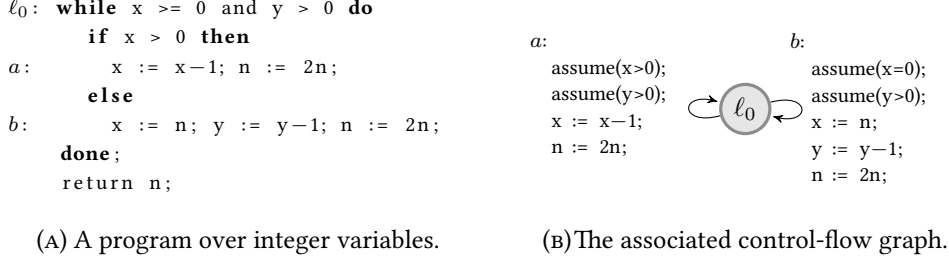 ℓ₀: while x >= 0 and y > 0 do
if x > 0 then
a: x := x−1; n := 2n;
else
b: x := n; y := y−1; n := 2n;
done;
return n;
(A) A program over integer variables.
a:
assume(x>0);
assume(y>0);
x := x−1;
n := 2n;
ℓ₀
b:
assume(x=0);
assume(y>0);
x := n;
y := y−1;
n := 2n;
(B)The associated control-flow graph.